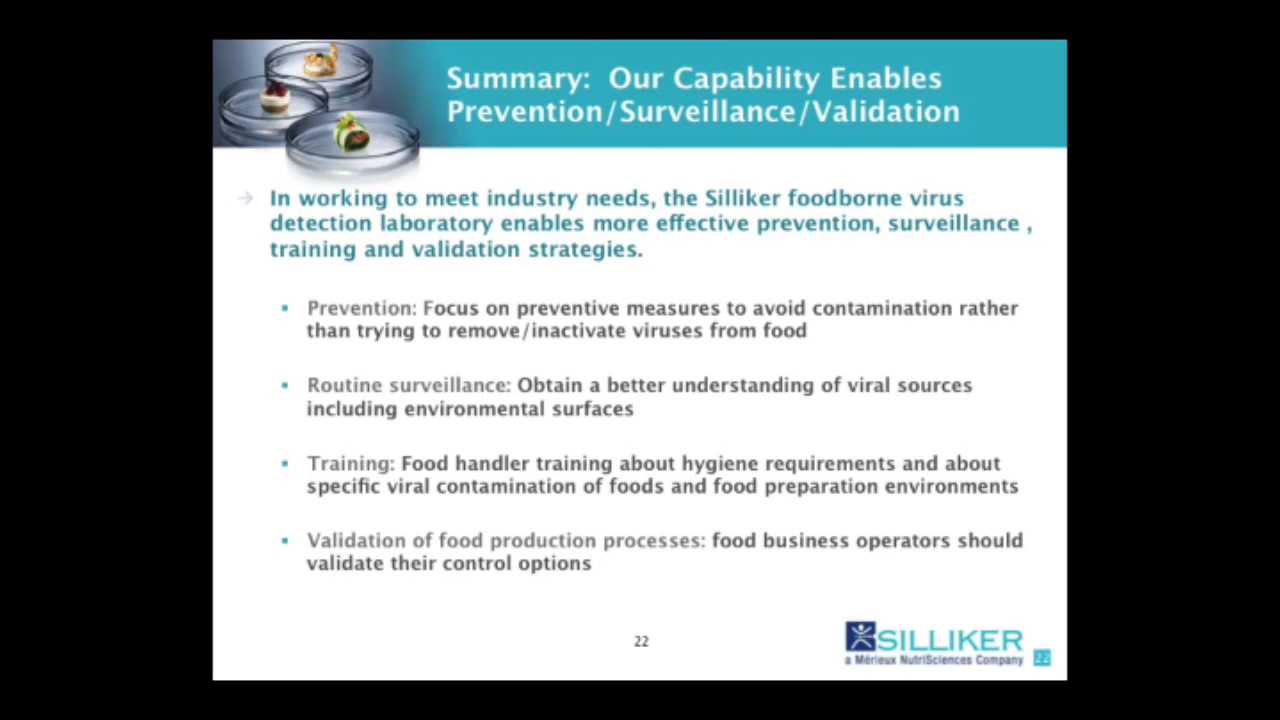 Summary: Our Capability Enables
Prevention/Surveillance/Validation
In working to meet industry needs, the Silliker foodborne virus
detection laboratory enables more effective prevention, surveillance ,
training and validation strategies.
Prevention: Focus on preventive measures to avoid contamination rather
than trying to remove/inactivate viruses from food
Routine surveillance: Obtain a better understanding of viral sources
including environmental surfaces
Training: Food handler training about hygiene requirements and about
specific viral contamination of foods and food preparation environments
Validation of food production processes: food business operators should
validate their control options
22
SILLIKER
a Mérieux NutriSciences Company
22